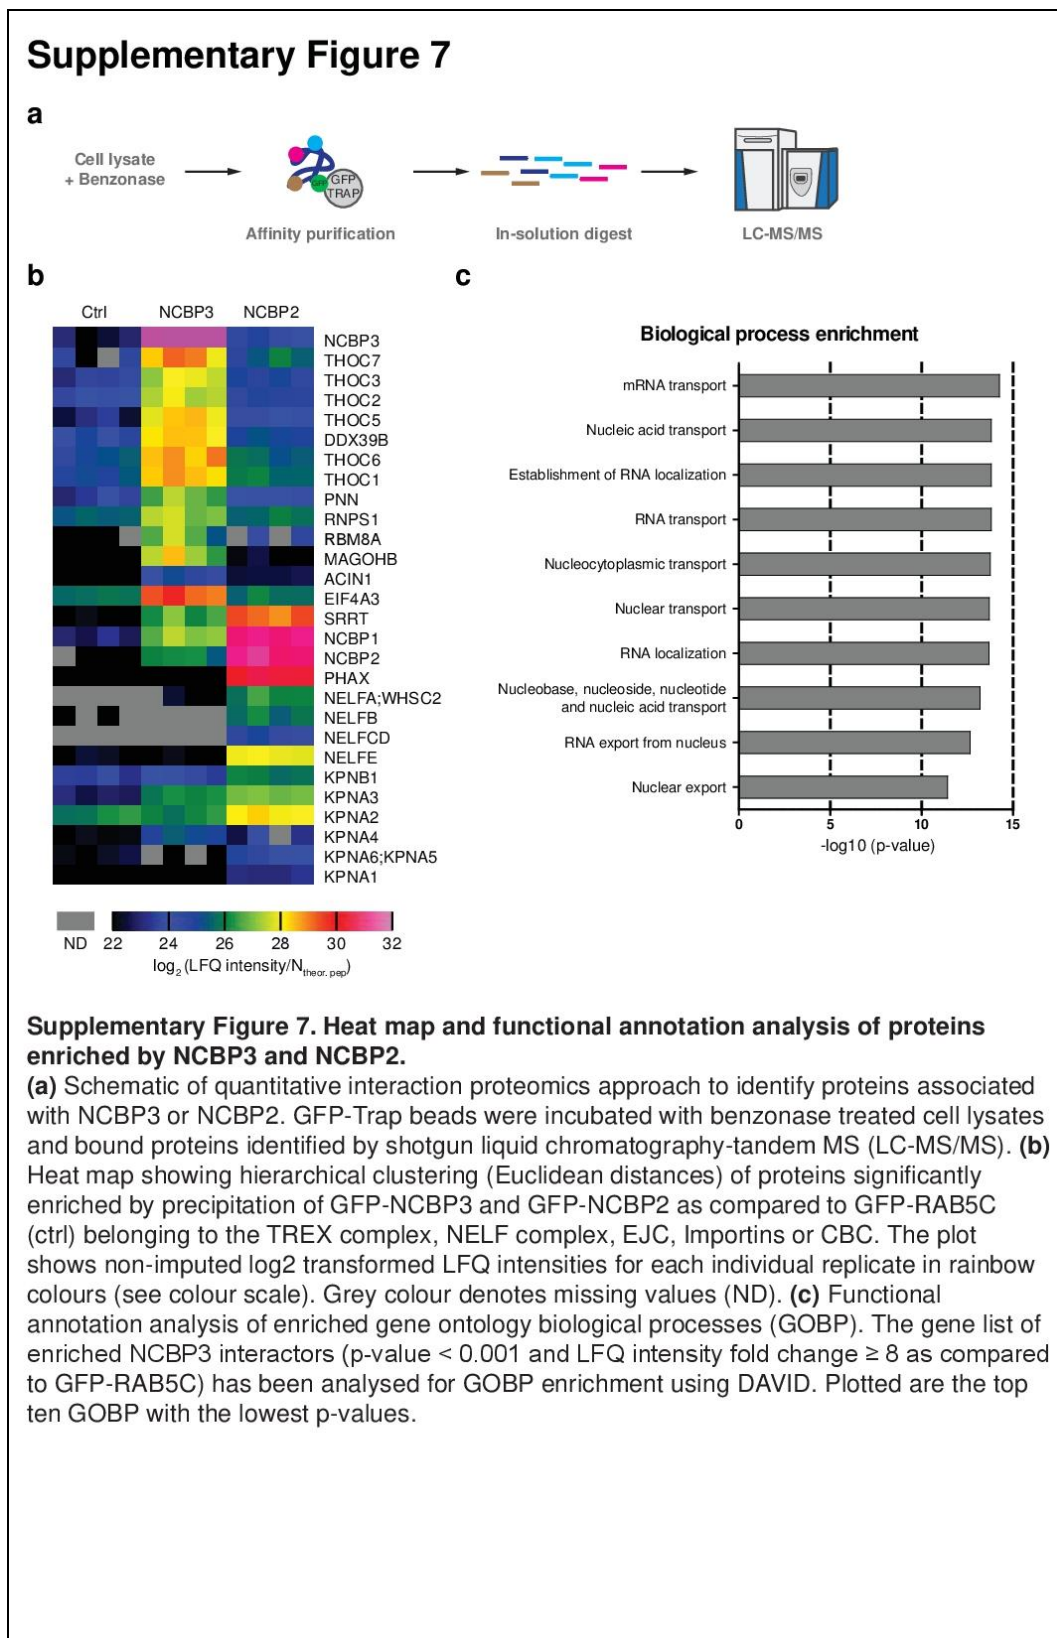 Supplementary Figure 7
a
Cell lysate
+ Benzonase
GFP
GFP
TRAP
Affinity purification
In-solution digest
LC-MS/MS
b
Ctrl
NCBP3
NCBP2
NCBP3
THOC7
THOC3
THOC2
THOC5
DDX39B
THOC6
THOC1
PNN
RNPS1
RBM8A
MAGOHB
ACIN1
EIF4A3
SRRT
NCBP1
NCBP2
PHAX
NELFA;WHSC2
NELFB
NELFCD
NELFE
KPNB1
KPNA3
KPNA2
KPNA4
KPNA6;KPNA5
KPNA1
ND 22 24 26 28 30 32
log2 (LFQ intensity/Ntheor. pep)
c
Biological process enrichment
mRNA transport
Nucleic acid transport
Establishment of RNA localization
RNA transport
Nucleocytoplasmic transport
Nuclear transport
RNA localization
Nucleobase, nucleoside, nucleotide
and nucleic acid transport
RNA export from nucleus
Nuclear export
0 5 10 15
-log10 (p-value)
Supplementary Figure 7. Heat map and functional annotation analysis of proteins
enriched by NCBP3 and NCBP2.
(a) Schematic of quantitative interaction proteomics approach to identify proteins associated
with NCBP3 or NCBP2. GFP-Trap beads were incubated with benzonase treated cell lysates
and bound proteins identified by shotgun liquid chromatography-tandem MS (LC-MS/MS). (b)
Heat map showing hierarchical clustering (Euclidean distances) of proteins significantly
enriched by precipitation of GFP-NCBP3 and GFP-NCBP2 as compared to GFP-RAB5C
(ctrl) belonging to the TREX complex, NELF complex, EJC, Importins or CBC. The plot
shows non-imputed log2 transformed LFQ intensities for each individual replicate in rainbow
colours (see colour scale). Grey colour denotes missing values (ND). (c) Functional
annotation analysis of enriched gene ontology biological processes (GOBP). The gene list of
enriched NCBP3 interactors (p-value < 0.001 and LFQ intensity fold change ≥ 8 as compared
to GFP-RAB5C) has been analysed for GOBP enrichment using DAVID. Plotted are the top
ten GOBP with the lowest p-values.